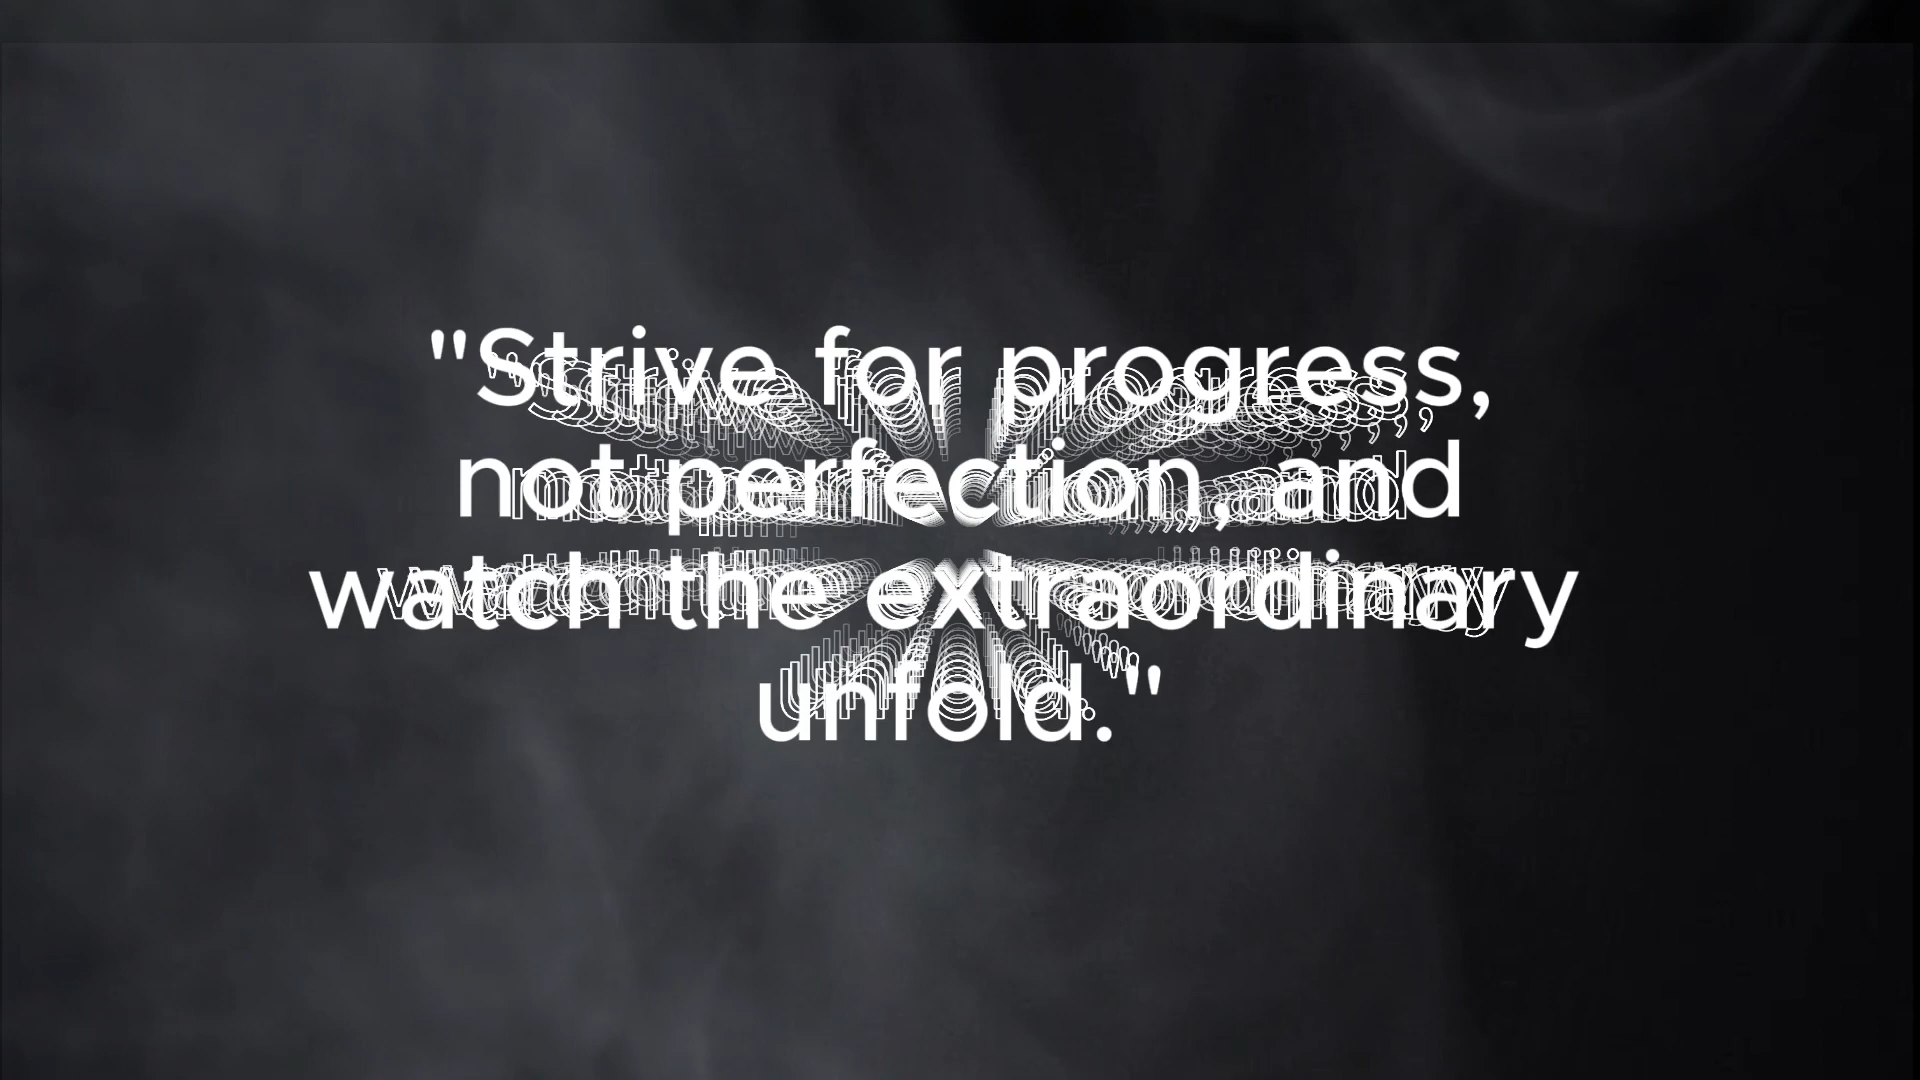 "Strive for progress,
not perfection, and
watch the extraordinary
unfold."